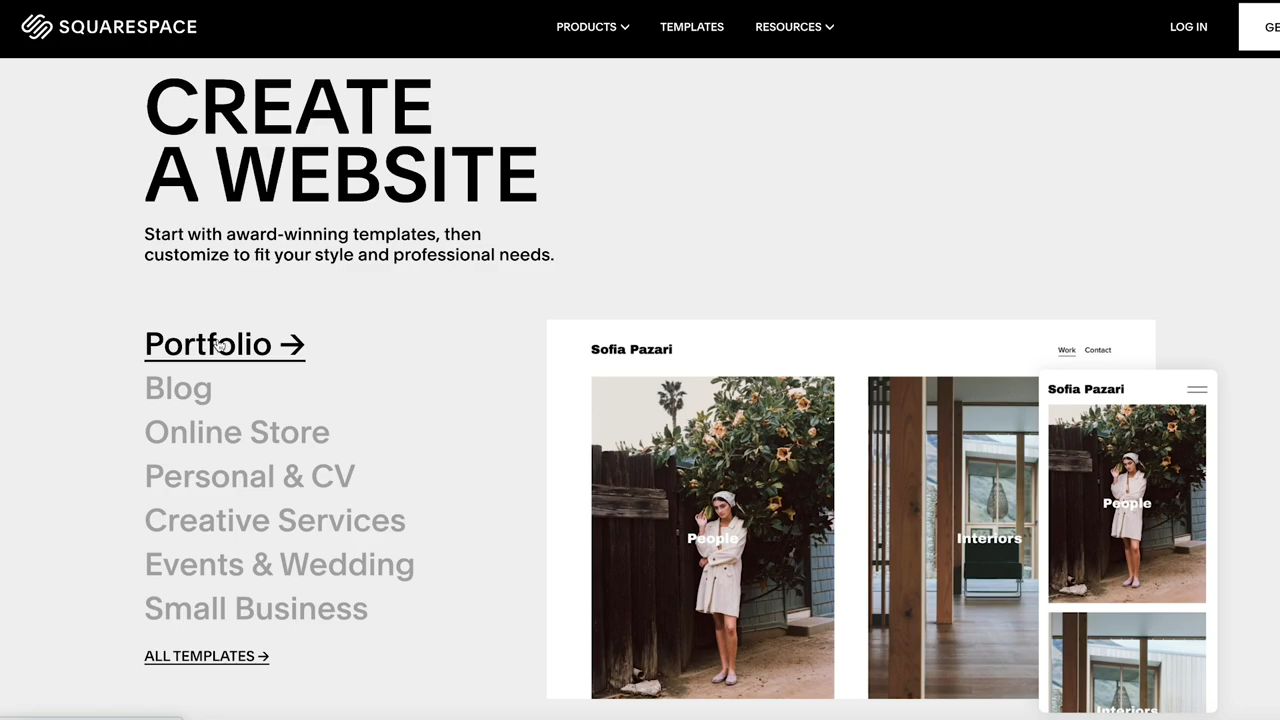 SQUARESPACE
PRODUCTS
TEMPLATES
RESOURCES
LOG IN
GE
CREATE
A WEBSITE
Start with award-winning templates, then
customize to fit your style and professional needs.
Portfolio →
Blog
Online Store
Personal & CV
Creative Services
Events & Wedding
Small Business
ALL TEMPLATES →
Sofia Pazari
Work
Contact
People
Interiors
Sofia Pazari
People
Interiors